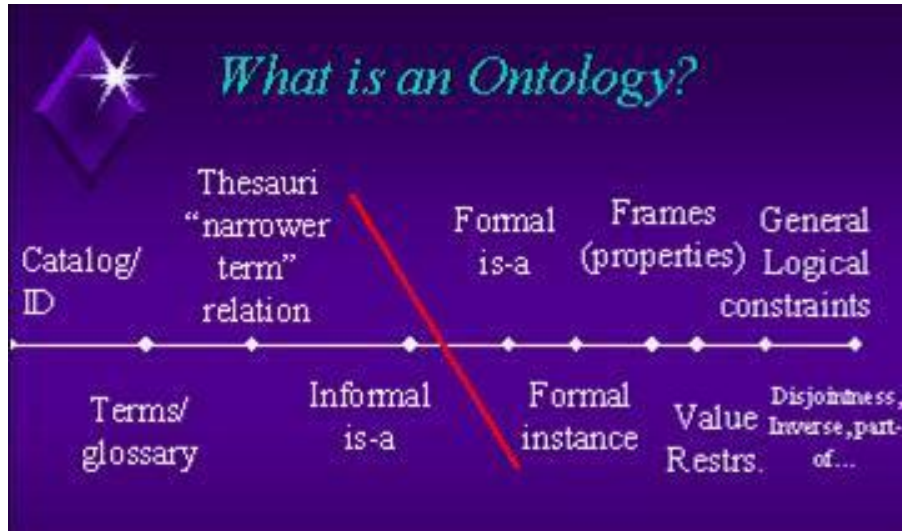 What is an Ontology?
Thesauri
“narrower
term”
relation
Catalog/
ID
Formal
is-a
Frames
(properties)
General
Logical
constraints
Terms/
glossary
Informal
is-a
Formal
instance
Value
Restrs.
Disjointness,
Inverse,part-
of...